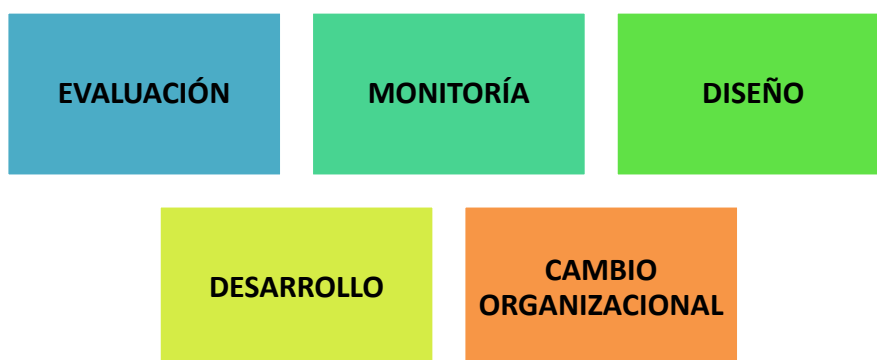 EVALUACIÓN
MONITORÍA
DISEÑO
DESARROLLO
CAMBIO
ORGANIZACIONAL